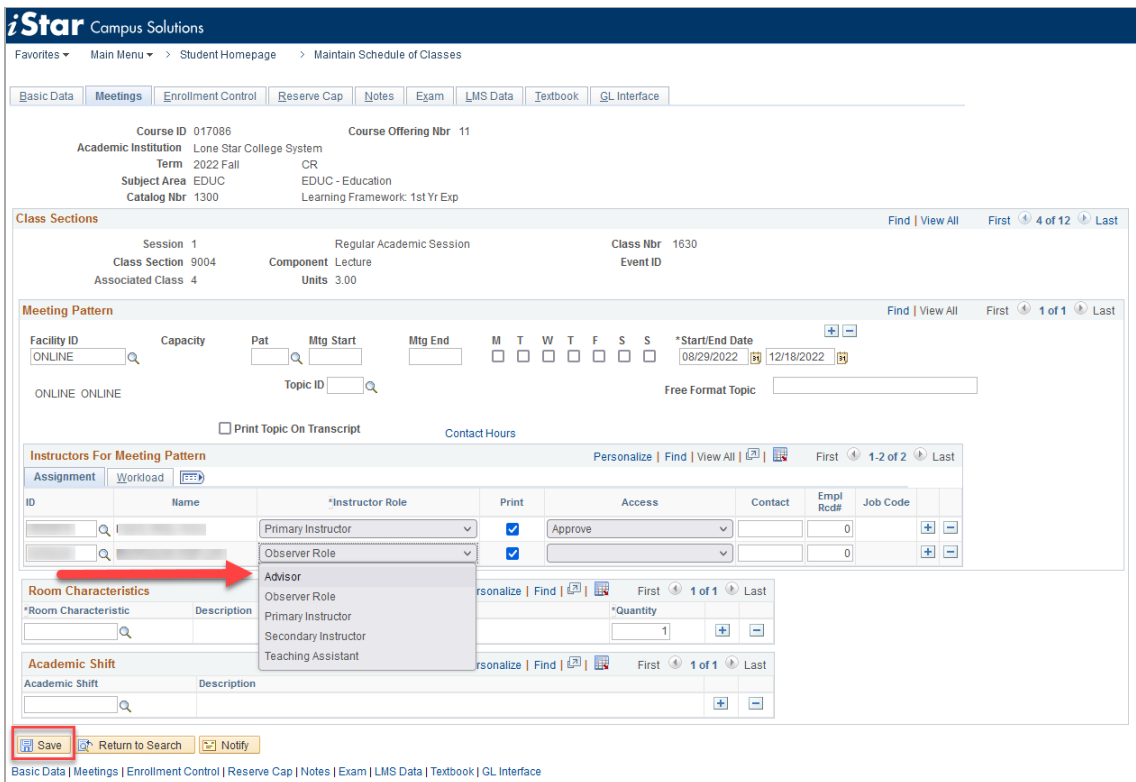 iStar Campus Solutions
Favorites Main Menu > Student Homepage > Maintain Schedule of Classes
Basic Data Meetings Enrollment Control Reserve Cap Notes Exam LMS Data Textbook GL Interface
Course ID 017086 Course Offering Nbr 11
Academic Institution Lone Star College System
Term 2022 Fall CR
Subject Area EDUC EDUC - Education
Catalog Nbr 1300 Learning Framework: 1st Yr Exp
Class Sections Find | View All First 4 of 12 Last
Session 1 Regular Academic Session Class Nbr 1630
Class Section 9004 Component Lecture Event ID
Associated Class 4 Units 3.00
Meeting Pattern Find | View All First 1 of 1 Last
Facility ID Capacity Pat Mtg Start Mtg End M T W T F S S *Start/End Date
ONLINE 08/29/2022 31 12/18/2022 31
ONLINE ONLINE Topic ID Free Format Topic
Print Topic On Transcript Contact Hours
Instructors For Meeting Pattern Personalize | Find | View All | | First 1-2 of 2 Last
Assignment Workload
ID Name *Instructor Role Print Access Contact Empl Rcd# Job Code
Primary Instructor Approve 0
Observer Role 0
Advisor
Observer Role
Primary Instructor
Secondary Instructor
Teaching Assistant
Room Characteristics rsonalize | Find | | First 1 of 1 Last
*Room Characteristic Description *Quantity
1
Academic Shift rsonalize | Find | | First 1 of 1 Last
Academic Shift Description
Save Return to Search Notify
Basic Data | Meetings | Enrollment Control | Reserve Cap | Notes | Exam | LMS Data | Textbook | GL Interface